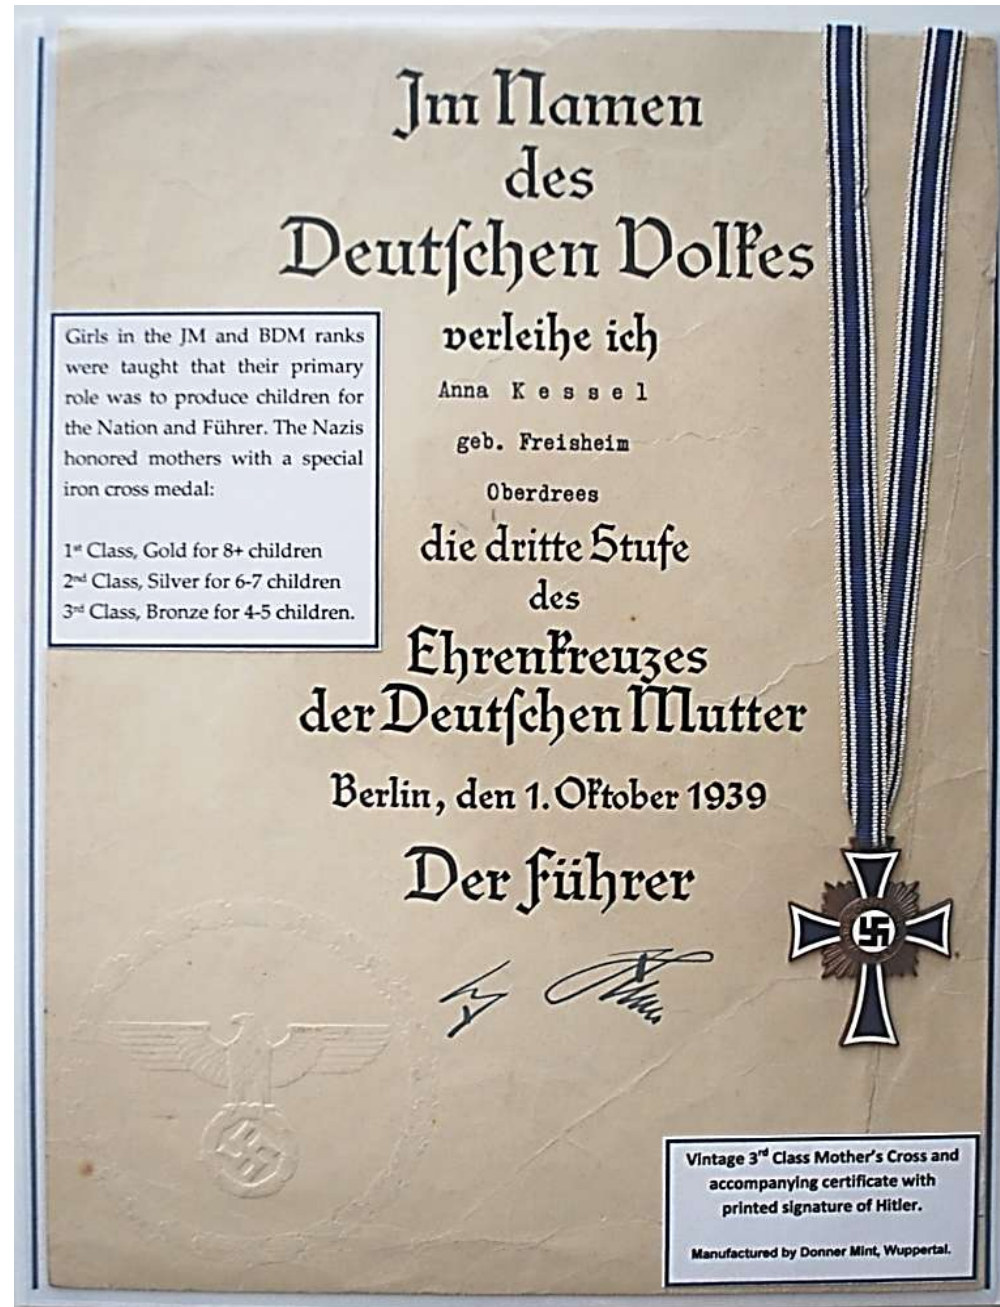 Im Namen
des
Deutschen Volkes
verleihe ich
Anna Kessel
geb. Freisheim
Oberdrees
die dritte Stufe
des
Ehrenkreuzes
der Deutschen Mutter
Berlin, den 1. Oktober 1939
Der Führer
Girls in the JM and BDM ranks
were taught that their primary
role was to produce children for
the Nation and Führer. The Nazis
honored mothers with a special
iron cross medal:
1st Class, Gold for 8+ children
2nd Class, Silver for 6-7 children
3rd Class, Bronze for 4-5 children.
Vintage 3rd Class Mother's Cross and
accompanying certificate with
printed signature of Hitler.
Manufactured by Donner Mint, Wuppertal.